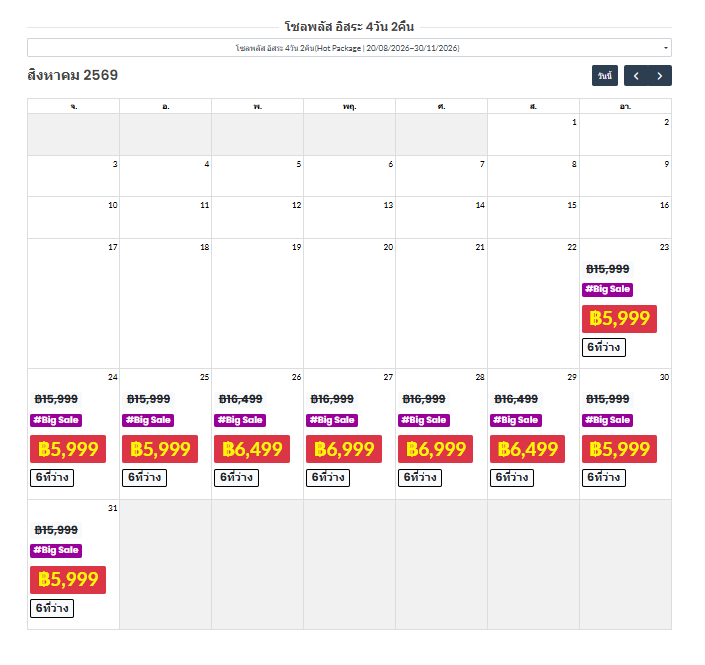 โซลพลัส อิสระ 4วัน 2คืน
โซลพลัส อิสระ 4วัน 2คืน(Hot Package | 20/08/2026–30/11/2026)
สิงหาคม 2569
วันนี้
จ. อ. พ. พฤ. ศ. ส. อา.
1 2
3 4 5 6 7 8 9
10 11 12 13 14 15 16
17 18 19 20 21 22 23
฿15,999
#Big Sale
฿5,999
6ที่ว่าง
24 25 26 27 28 29 30
฿15,999 ฿15,999 ฿16,499 ฿16,999 ฿16,999 ฿16,499 ฿15,999
#Big Sale #Big Sale #Big Sale #Big Sale #Big Sale #Big Sale #Big Sale
฿5,999 ฿5,999 ฿6,499 ฿6,999 ฿6,999 ฿6,499 ฿5,999
6ที่ว่าง 6ที่ว่าง 6ที่ว่าง 6ที่ว่าง 6ที่ว่าง 6ที่ว่าง 6ที่ว่าง
31
฿15,999
#Big Sale
฿5,999
6ที่ว่าง